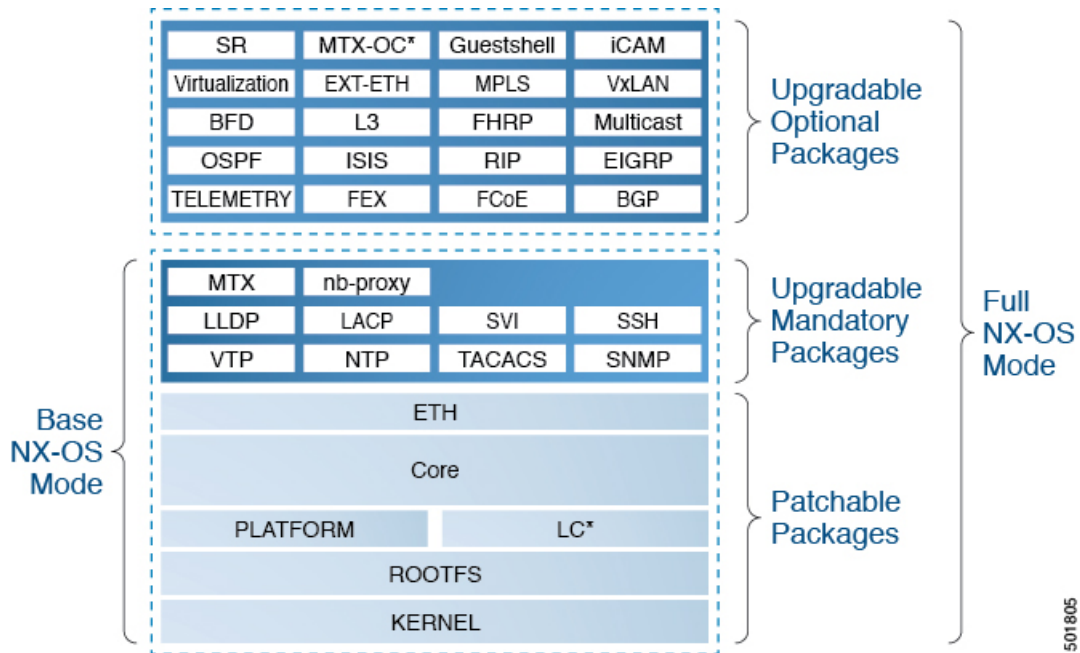 SR MTX-OC* Guestshell iCAM
Virtualization EXT-ETH MPLS VxLAN
BFD L3 FHRP Multicast
OSPF ISIS RIP EIGRP
TELEMETRY FEX FCoE BGP
Upgradable
Optional
Packages
MTX nb-proxy
LLDP LACP SVI SSH
VTP NTP TACACS SNMP
Upgradable
Mandatory
Packages
Full
NX-OS
Mode
Base
NX-OS
Mode
ETH
Core
PLATFORM LC*
ROOTFS
KERNEL
Patchable
Packages
501805